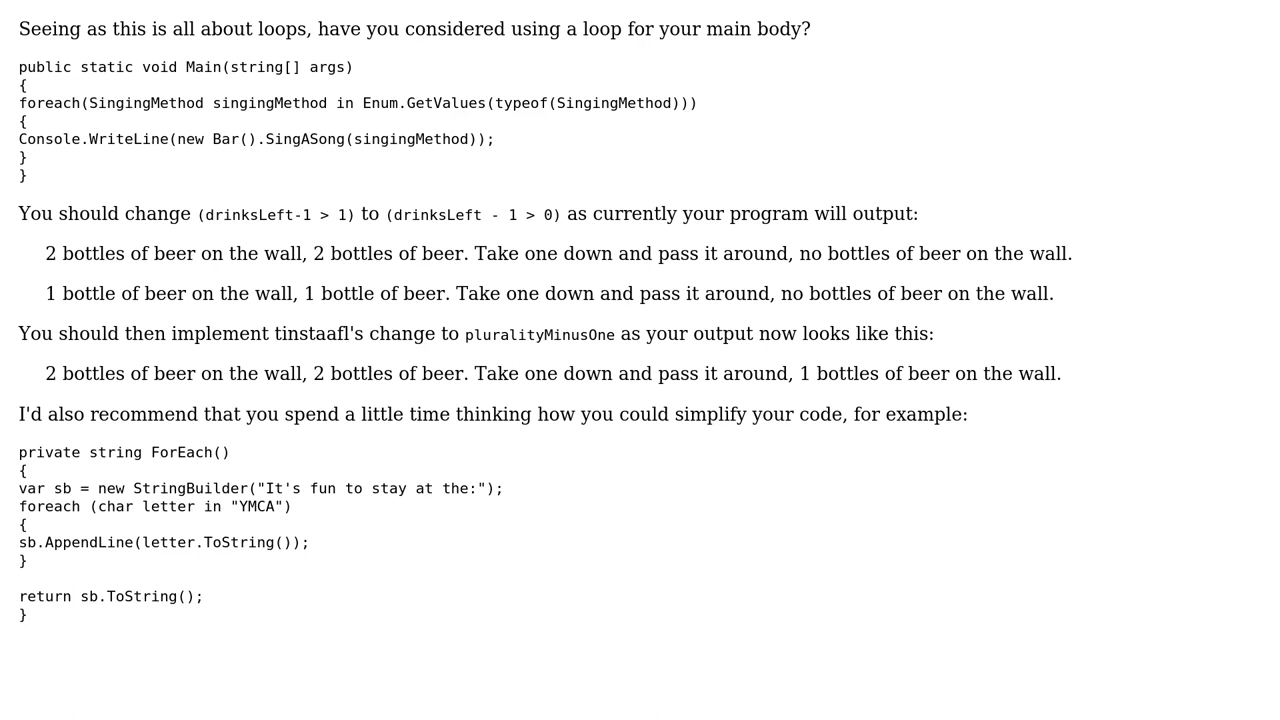 Seeing as this is all about loops, have you considered using a loop for your main body?
public static void Main(string[] args)
{
foreach(SingingMethod singingMethod in Enum.GetValues(typeof(SingingMethod)))
{
Console.WriteLine(new Bar().SingASong(singingMethod));
}
}
You should change (drinksLeft-1 > 1) to (drinksLeft - 1 > 0) as currently your program will output:
2 bottles of beer on the wall, 2 bottles of beer. Take one down and pass it around, no bottles of beer on the wall.
1 bottle of beer on the wall, 1 bottle of beer. Take one down and pass it around, no bottles of beer on the wall.
You should then implement tinstaafl's change to pluralityMinusOne as your output now looks like this:
2 bottles of beer on the wall, 2 bottles of beer. Take one down and pass it around, 1 bottles of beer on the wall.
I'd also recommend that you spend a little time thinking how you could simplify your code, for example:
private string ForEach()
{
var sb = new StringBuilder("It's fun to stay at the:");
foreach (char letter in "YMCA")
{
sb.AppendLine(letter.ToString());
}
return sb.ToString();
}